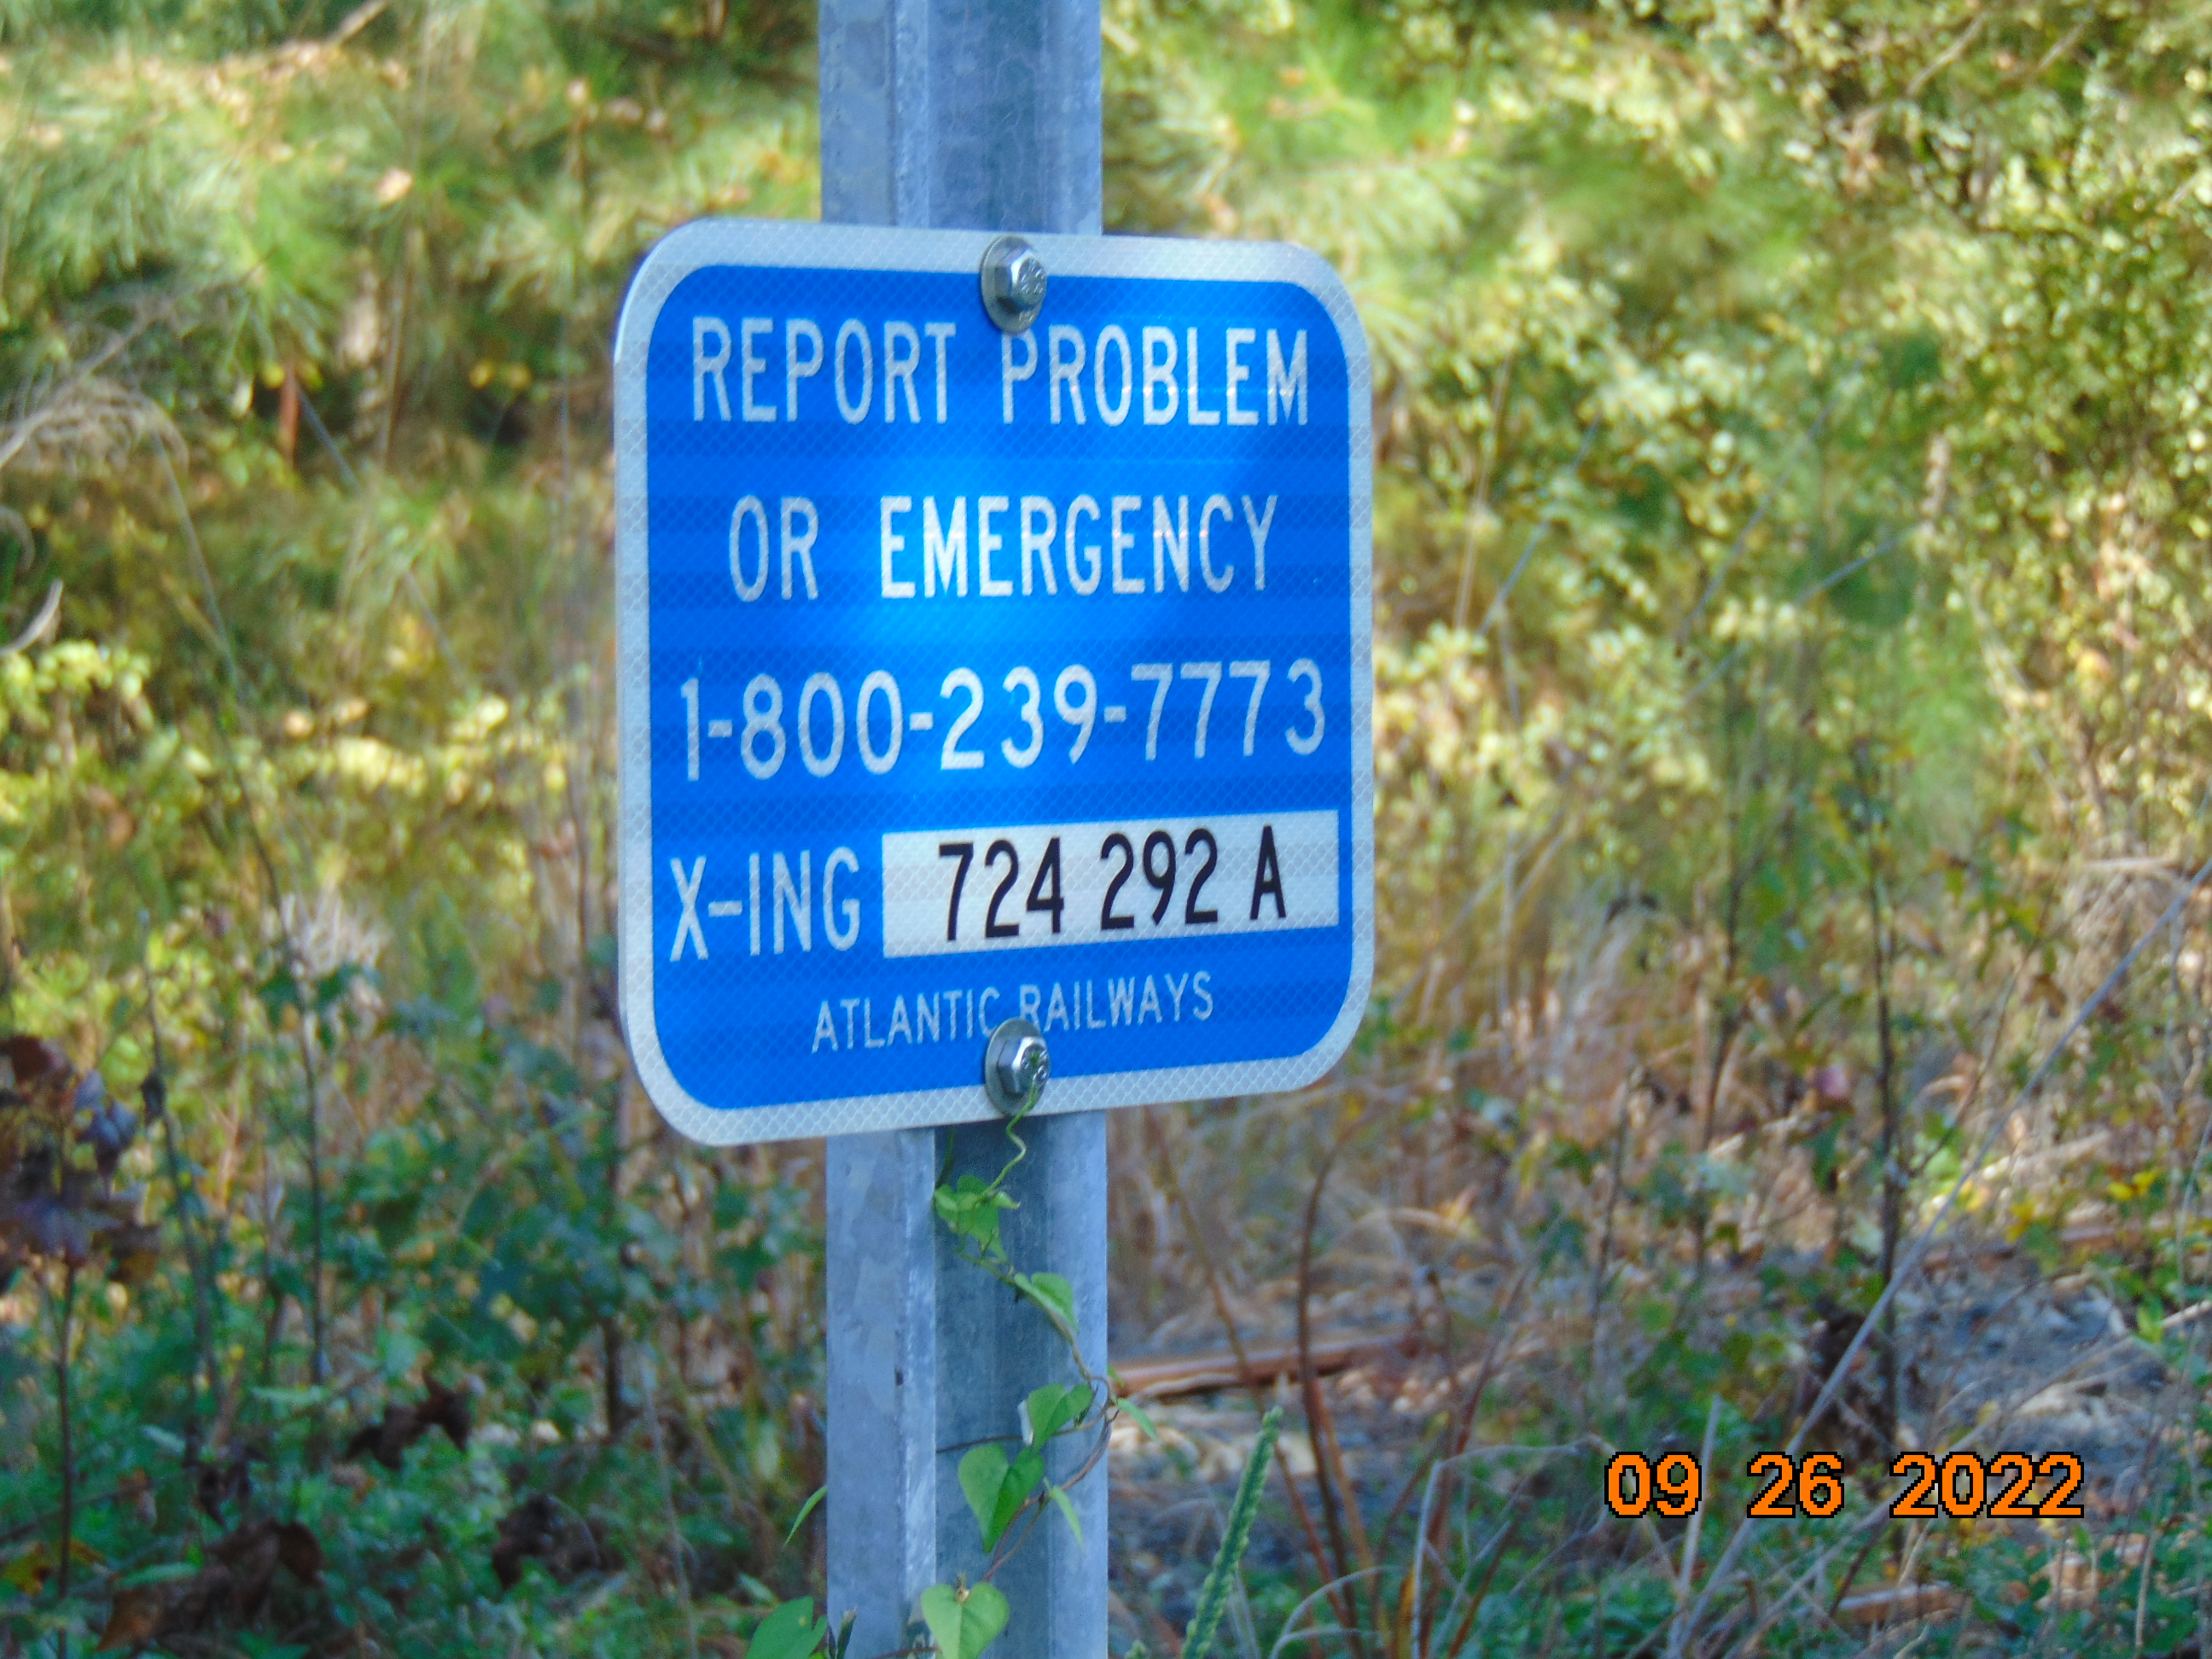 REPORT PROBLEM
OR EMERGENCY
1-800-239-7773
X-ING 724 292 A
ATLANTIC RAILWAYS
09 26 2022